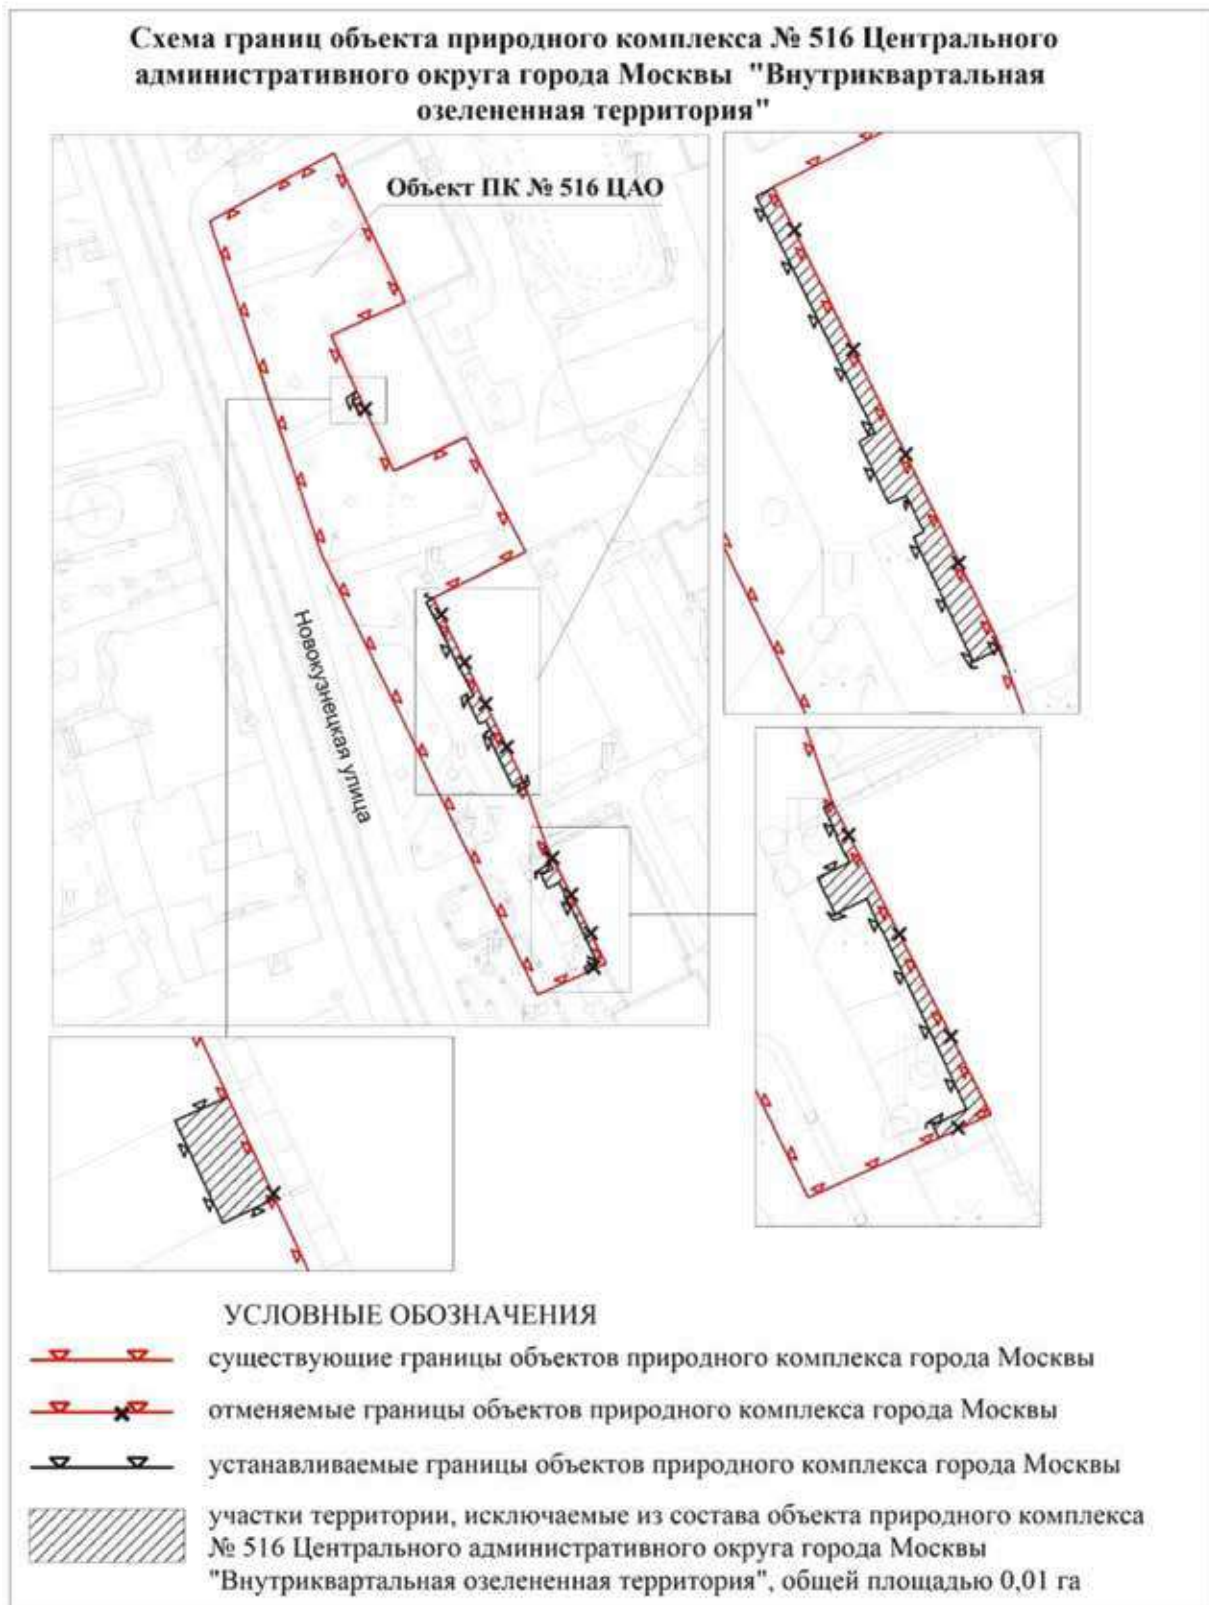 Схема границ объекта природного комплекса № 516 Центрального
административного округа города Москвы "Внутриквартальная
озелененная территория"
Объект ПК № 516 ЦАО
Новокузнецкая улица
УСЛОВНЫЕ ОБОЗНАЧЕНИЯ
существующие границы объектов природного комплекса города Москвы
отменяемые границы объектов природного комплекса города Москвы
устанавливаемые границы объектов природного комплекса города Москвы
участки территории, исключаемые из состава объекта природного комплекса
№ 516 Центрального административного округа города Москвы
"Внутриквартальная озелененная территория", общей площадью 0,01 га